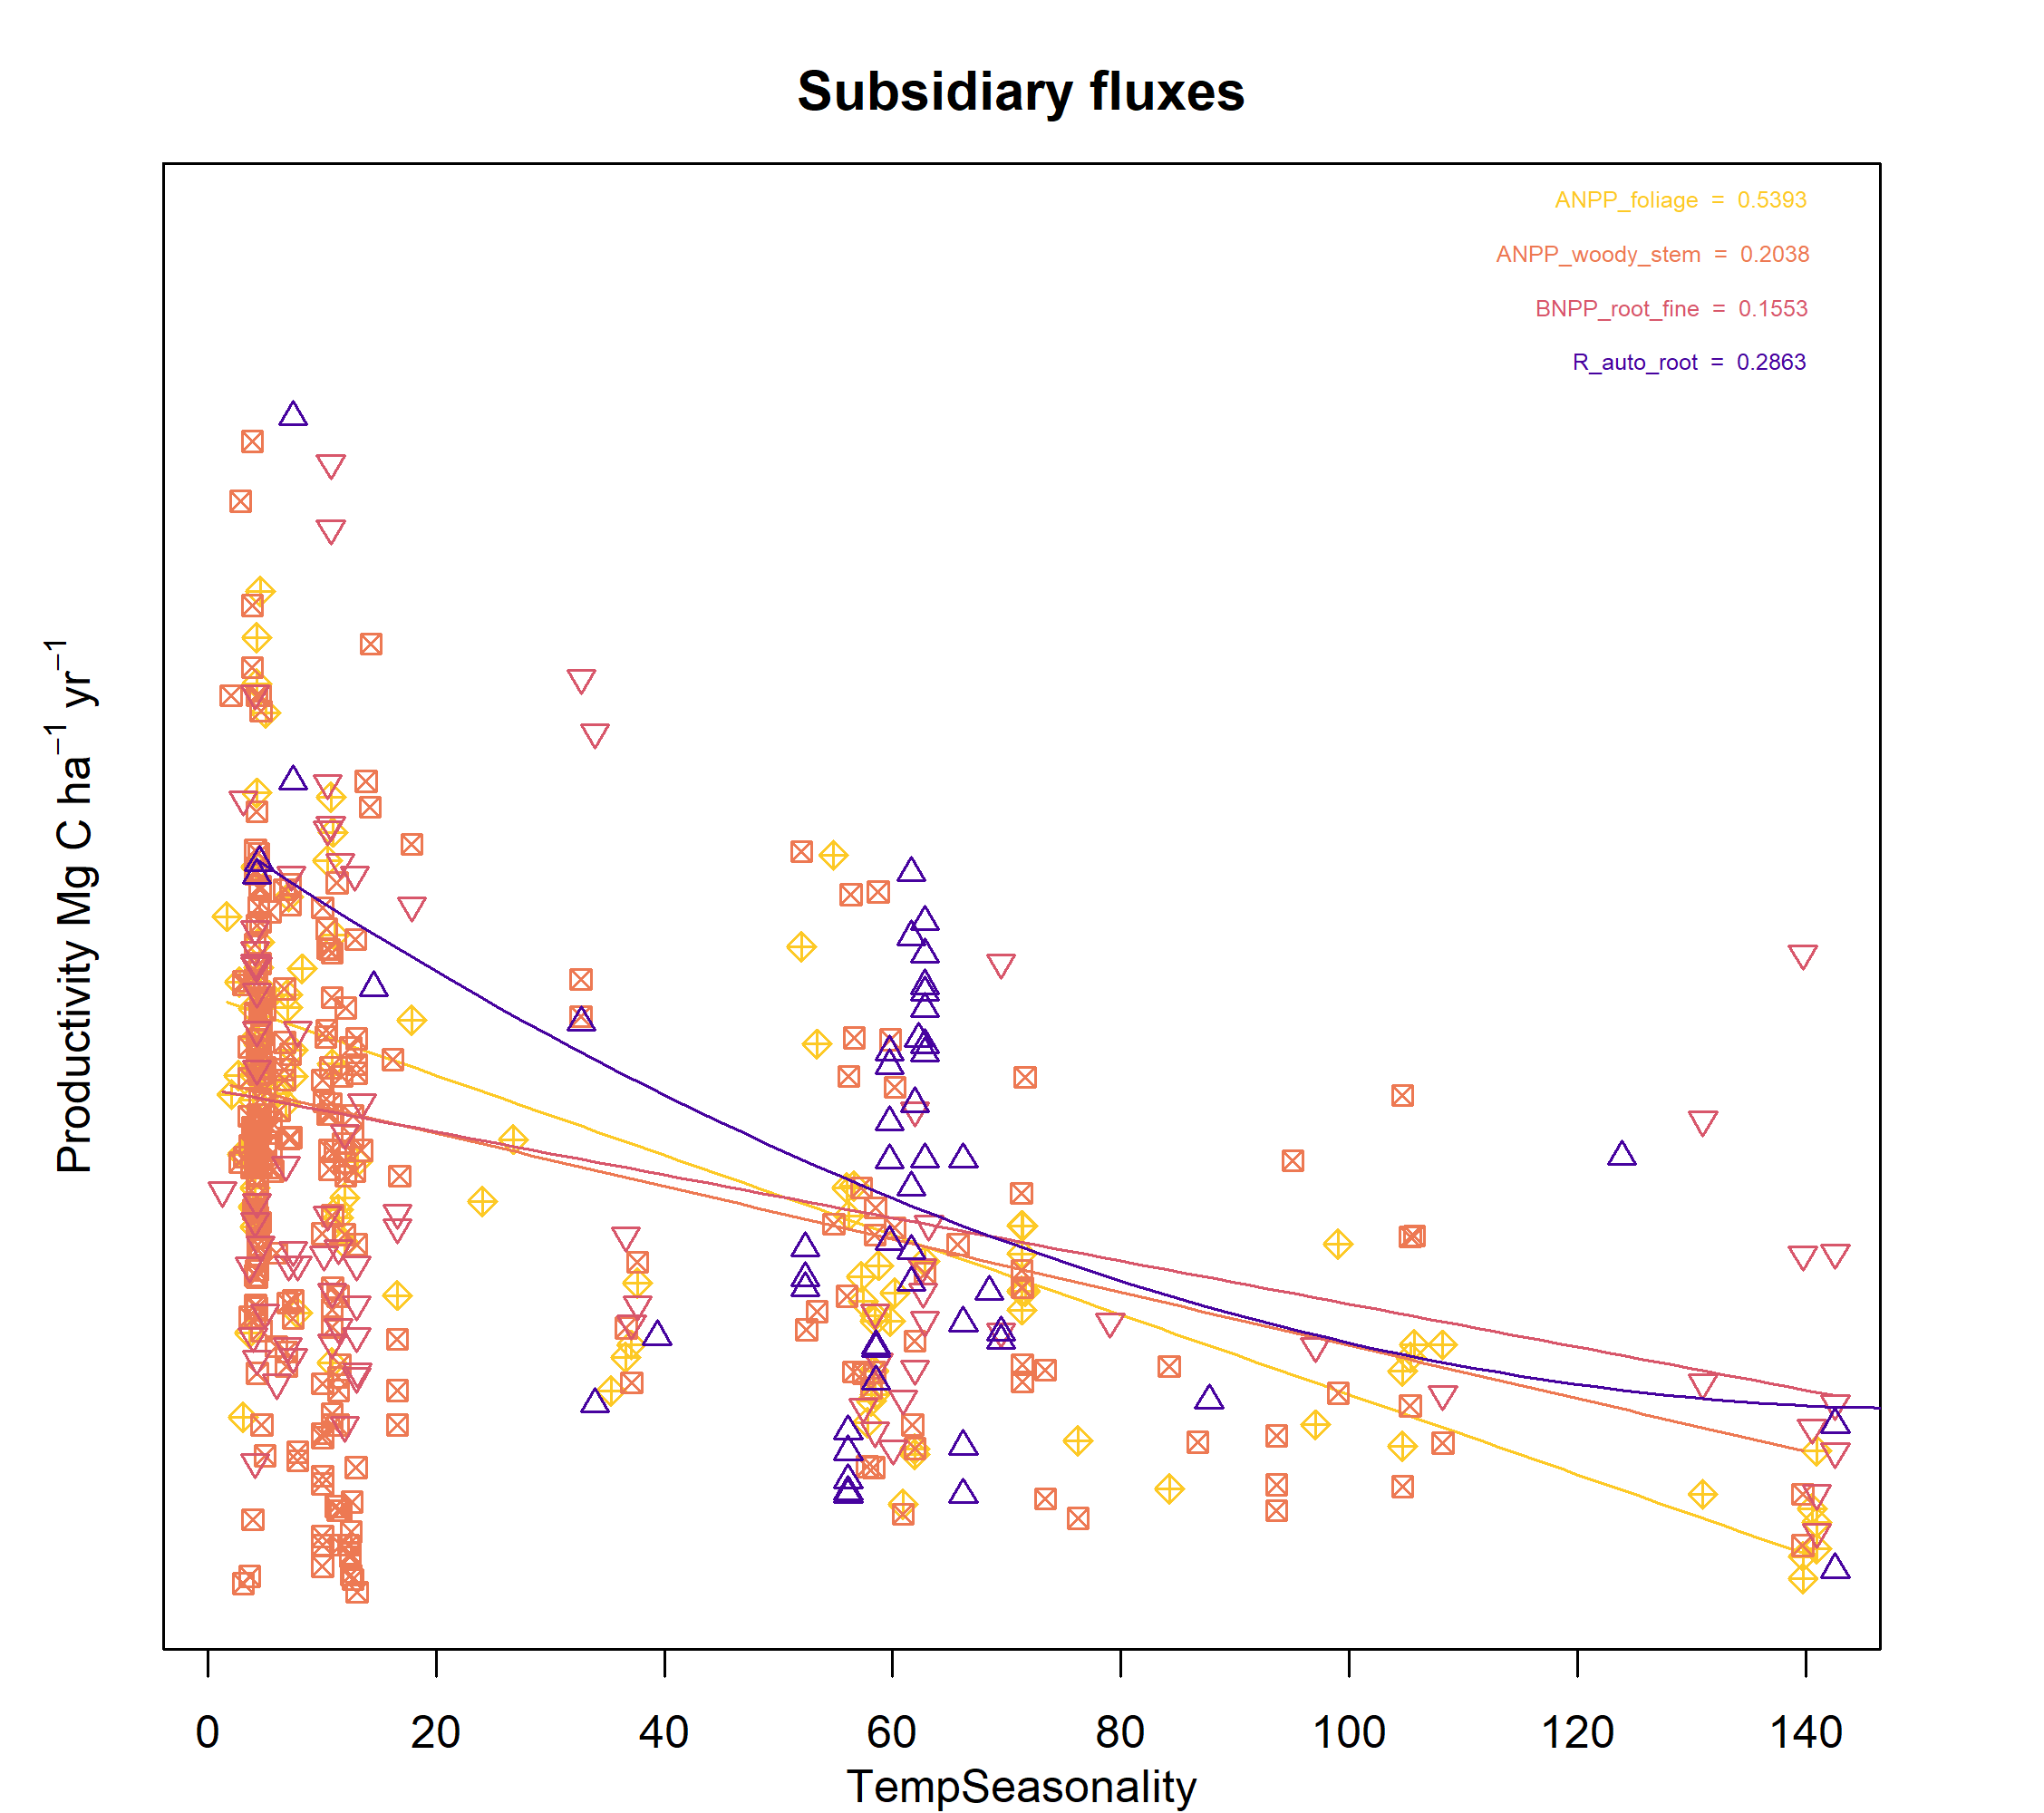 Subsidiary fluxes
ANPP_foliage = 0.5393
ANPP_woody_stem = 0.2038
BNPP_root_fine = 0.1553
R_auto_root = 0.2863
Productivity Mg C ha⁻¹ yr⁻¹
0 20 40 60 80 100 120 140
TempSeasonality